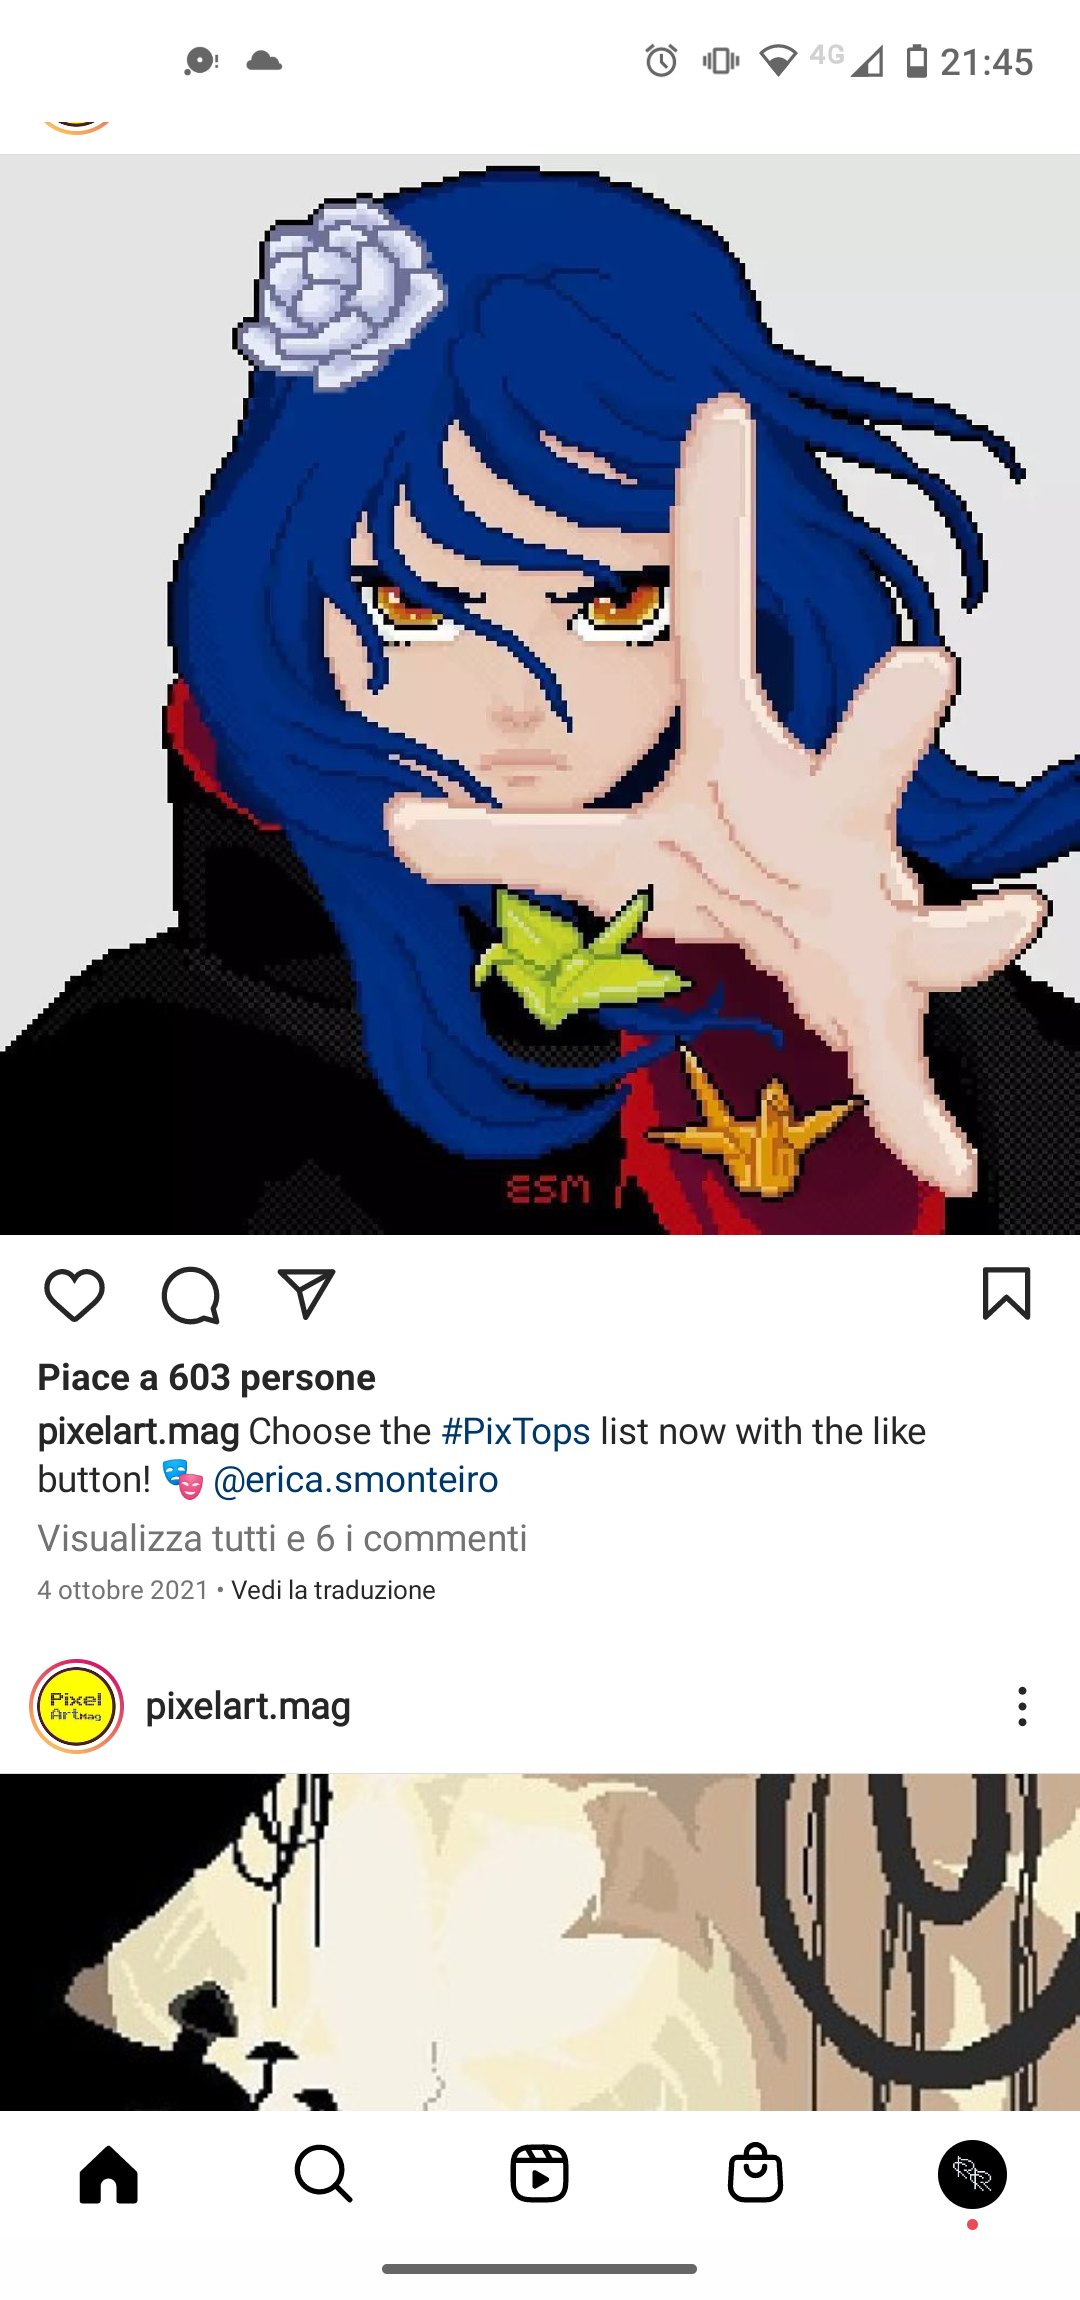 4G 21:45
ESM
Piace a 603 persone
pixelart.mag Choose the #PixTops list now with the like
button! 🎭 @erica.smonteiro
Visualizza tutti e 6 i commenti
4 ottobre 2021 • Vedi la traduzione
Pixel
ArtMag
pixelart.mag